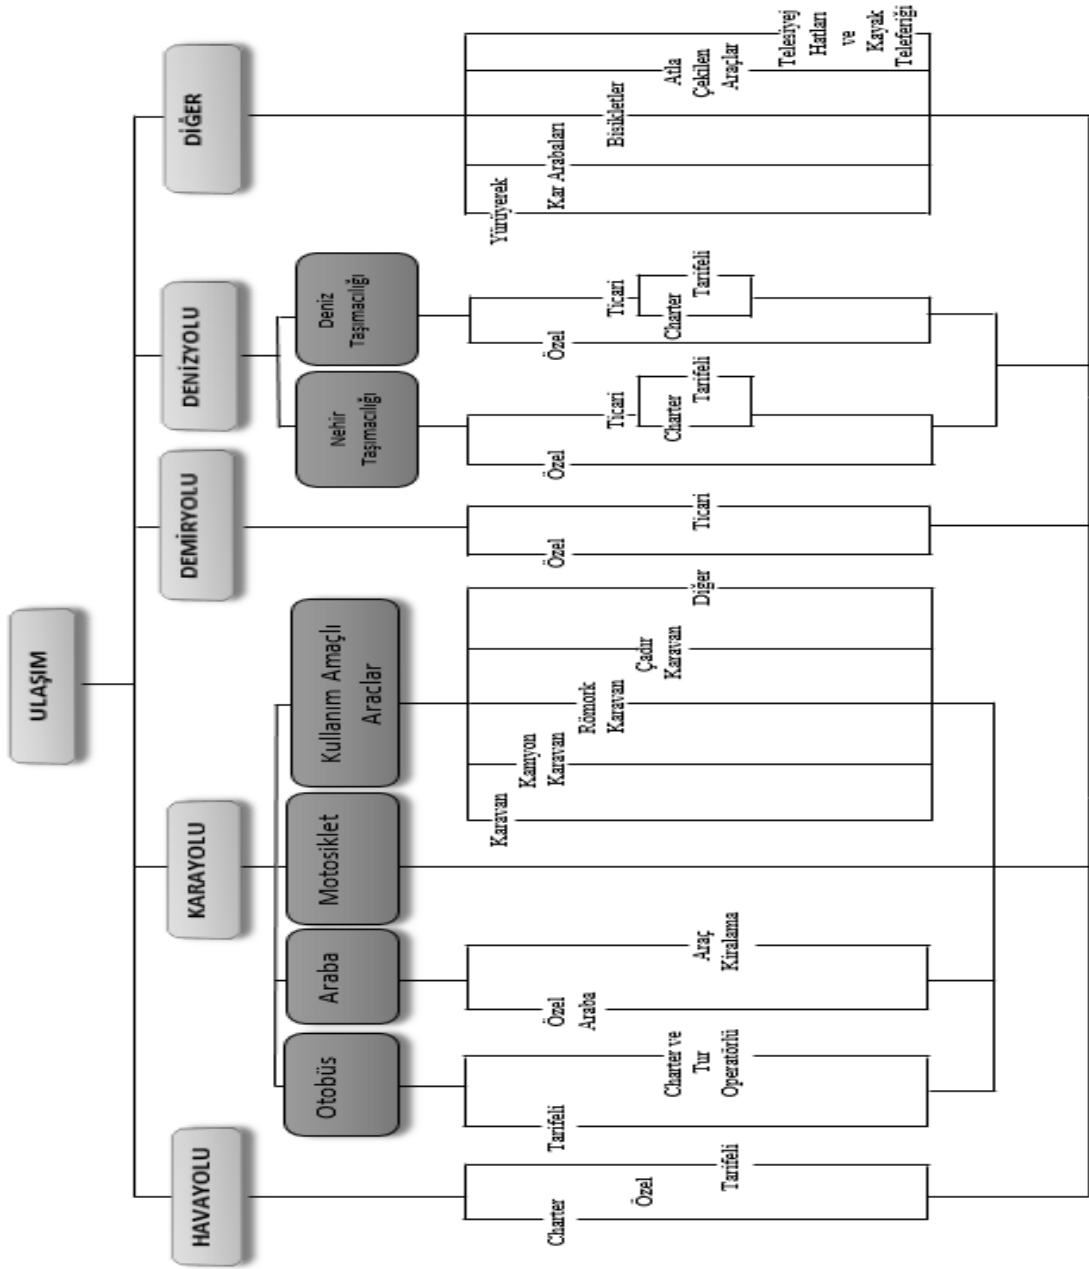 ULAŞIM
HAVAYOLU
KARAYOLU
DEMİRYOLU
DENİZYOLU
DİĞER
Otobüs
Araba
Motosiklet
Kullanım Amaçlı
Araclar
Nehir
Taşımacılığı
Deniz
Taşımacılığı
Charter
Özel
Tarifeli
Tarifeli
Charter ve
Tur
Operatörlü
Özel
Araba
Araç
Kiralama
Karavan
Kamyon
Karavan
Römork
Karavan
Çadır
Karavan
Diğer
Özel
Ticari
Özel
Ticari
Charter
Tarifeli
Özel
Ticari
Charter
Tarifeli
Yürüyerek
Kar Arabaları
Bisikletler
Atla
Çekilen
Araçlar
Telesiyej
Hatları
ve
Kayak
Teleferiği